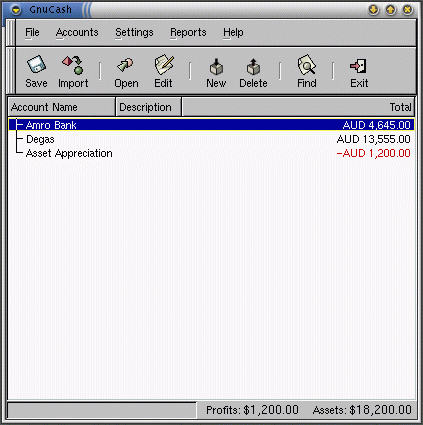 GnuCash
File Accounts Settings Reports Help
Save Import Open Edit New Delete Find Exit
Account Name Description Total
Amro Bank AUD 4,645.00
Degas AUD 13,555.00
Asset Appreciation -AUD 1,200.00
Profits: $1,200.00 Assets: $18,200.00